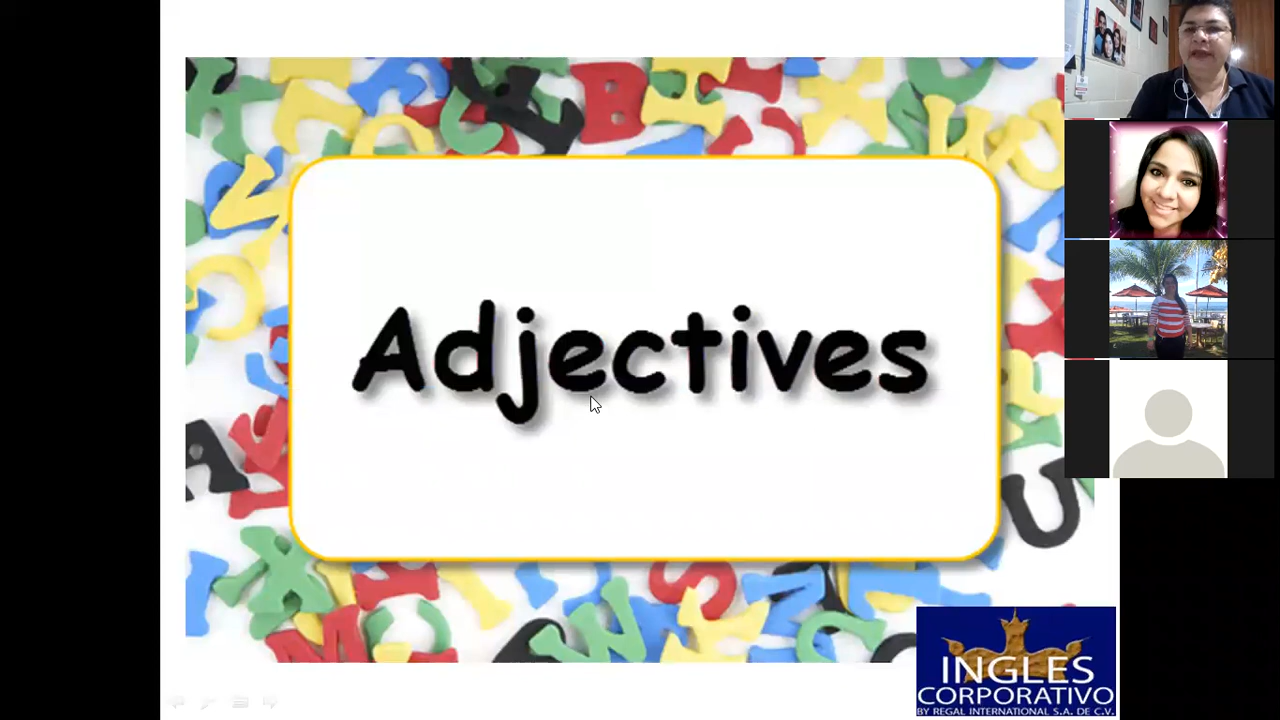 Adjectives
INGLES
CORPORATIVO
BY REGAL INTERNATIONAL S.A. DE C.V.